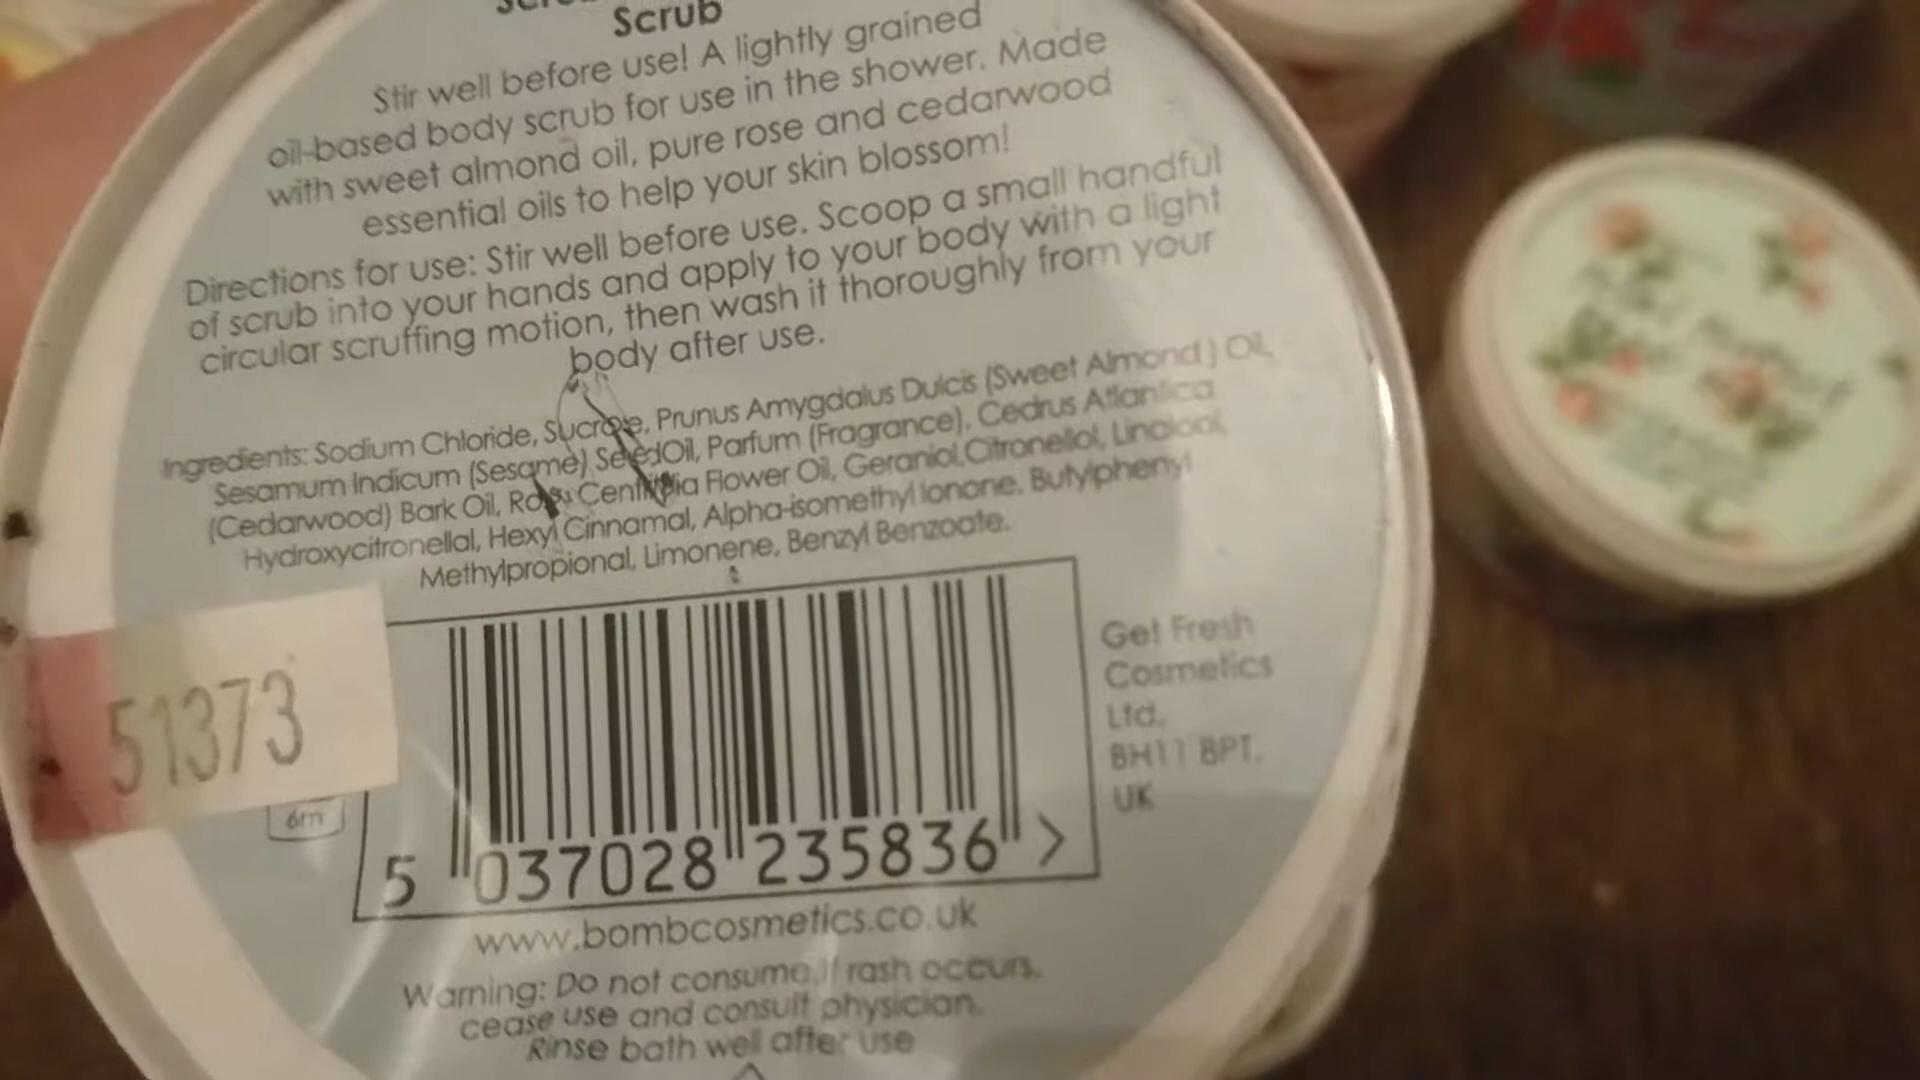 Scrub
Stir well before use! A lightly grained
oil-based body scrub for use in the shower. Made
with sweet almond oil, pure rose and cedarwood
essential oils to help your skin blossom!
Directions for use: Stir well before use. Scoop a small handful
of scrub into your hands and apply to your body with a light
circular scruffing motion, then wash it thoroughly from your
body after use.
Ingredients: Sodium Chloride, Sucrose, Prunus Amygdalus Dulcis (Sweet Almond ) Oil,
Sesamum Indicum (Sesame) SeedOil, Parfum (Fragrance), Cedrus Atlantica
(Cedarwood) Bark Oil, Rosa Centifolia Flower Oil, Geraniol,Citronellol, Linalool,
Hydroxycitronellal, Hexyl Cinnamal, Alpha-isomethyl Ionone, Butylphenyl
Methylpropional, Limonene, Benzyl Benzoate.
51373
6m
5 037028 235836 >
Get Fresh
Cosmetics
Ltd.
BH11 8PT.
UK
www.bombcosmetics.co.uk
Warning: Do not consume.If rash occurs.
cease use and consult physician.
Rinse bath well after use